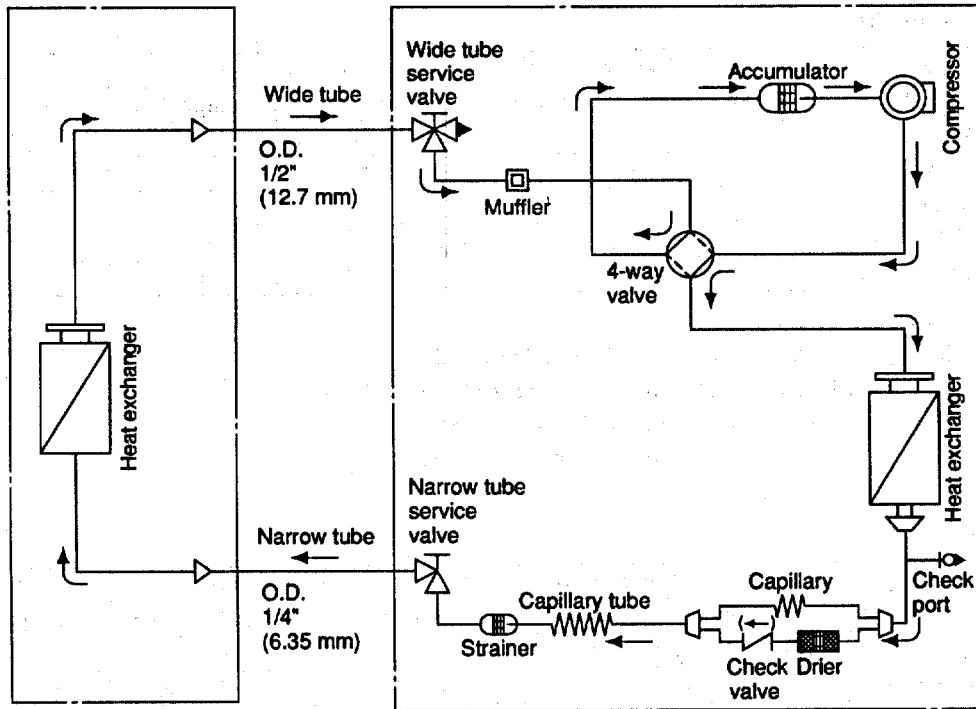 Wide tube
service
valve
Wide tube
O.D.
1/2"
(12.7 mm)
Accumulator
Compressor
Muffler
4-way
valve
Heat exchanger
Heat exchanger
Narrow tube
service
valve
Narrow tube
O.D.
1/4"
(6.35 mm)
Capillary tube
Strainer
Capillary
Check
port
Check Drier
valve